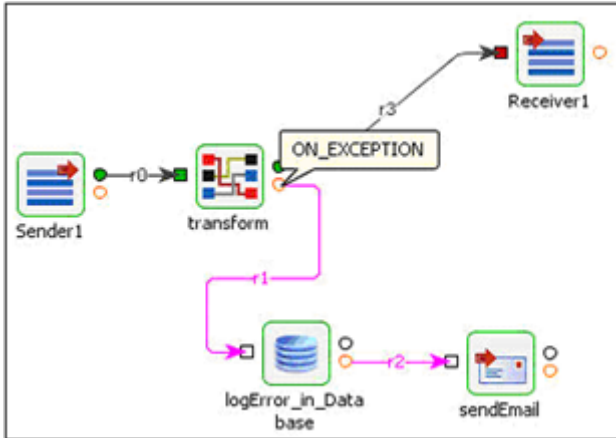 Receiver1
r3
ON_EXCEPTION
r0
Sender1
transform
r1
r2
logError_in_Data
base
sendEmail